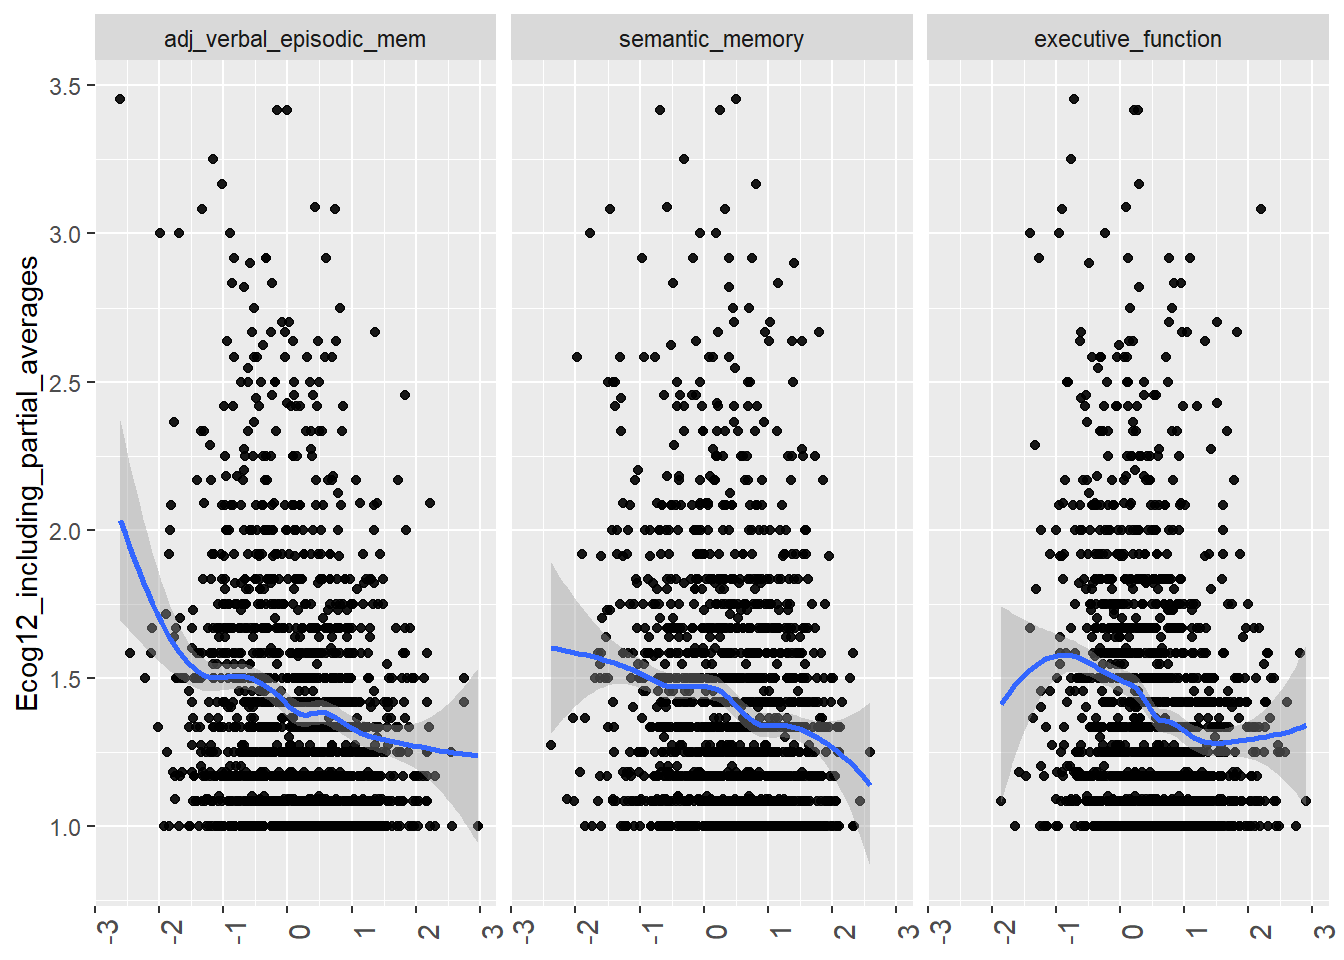 adj_verbal_episodic_mem semantic_memory executive_function
Ecog12_including_partial_averages
3.5
3.0
2.5
2.0
1.5
1.0
-3 -2 -1 0 1 2 3 -3 -2 -1 0 1 2 3 -3 -2 -1 0 1 2 3